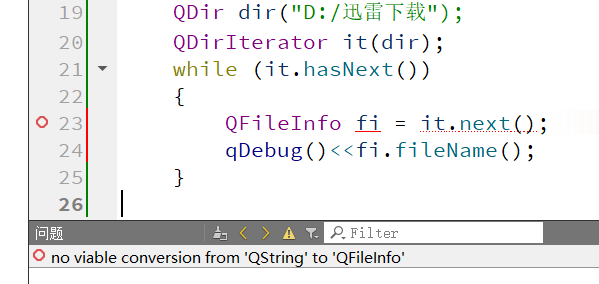 19 QDir dir("D:/迅雷下载");
20 QDirIterator it(dir);
21 while (it.hasNext())
22 {
23 QFileInfo fi = it.next();
24 qDebug()<<fi.fileName();
25 }
26
问题 Filter
no viable conversion from 'QString' to 'QFileInfo'